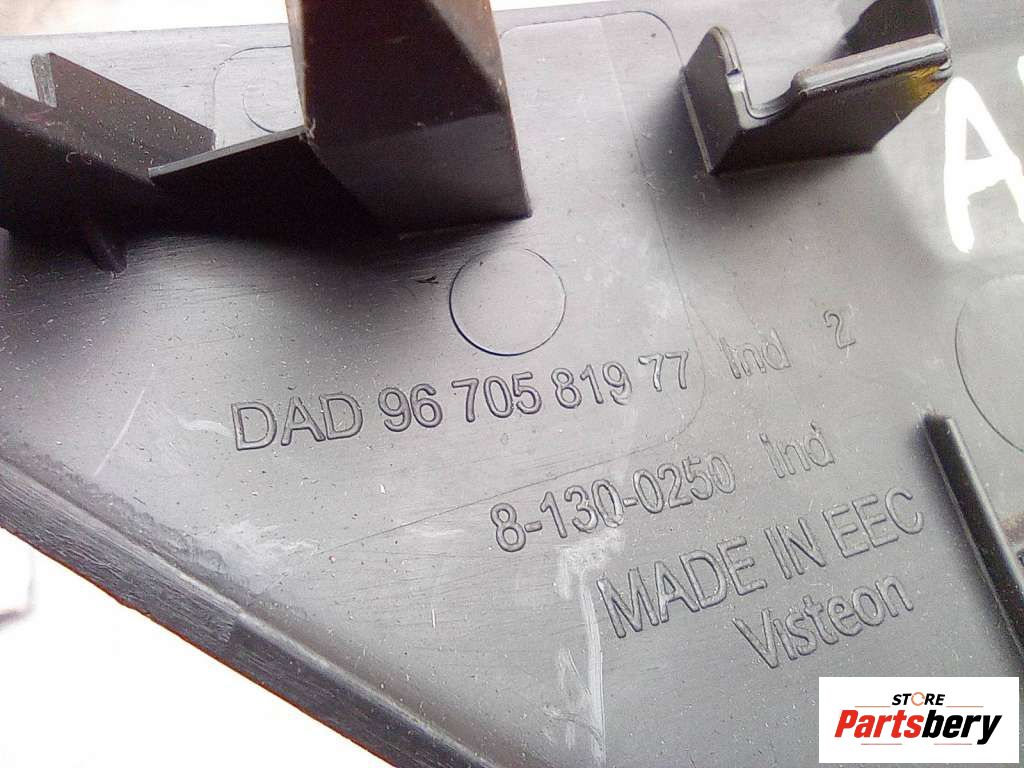 A
DAD 96 705 819 77 Ind 2
8-130-0250 Ind
MADE IN EEC
Visteon
STORE
Partsbery